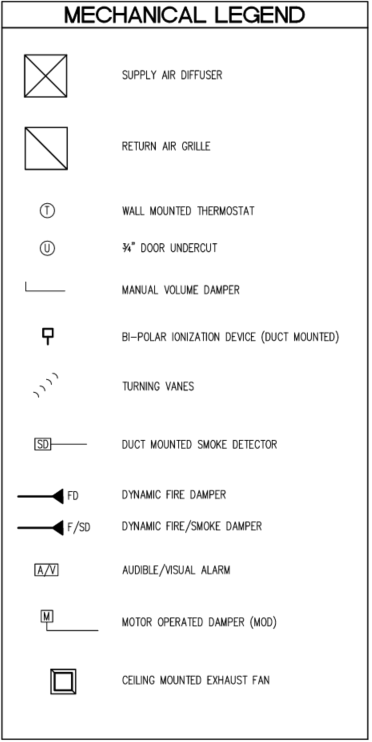 MECHANICAL LEGEND
SUPPLY AIR DIFFUSER
RETURN AIR GRILLE
T WALL MOUNTED THERMOSTAT
U ¾" DOOR UNDERCUT
MANUAL VOLUME DAMPER
BI-POLAR IONIZATION DEVICE (DUCT MOUNTED)
TURNING VANES
SD DUCT MOUNTED SMOKE DETECTOR
FD DYNAMIC FIRE DAMPER
F/SD DYNAMIC FIRE/SMOKE DAMPER
A/V AUDIBLE/VISUAL ALARM
M MOTOR OPERATED DAMPER (MOD)
CEILING MOUNTED EXHAUST FAN